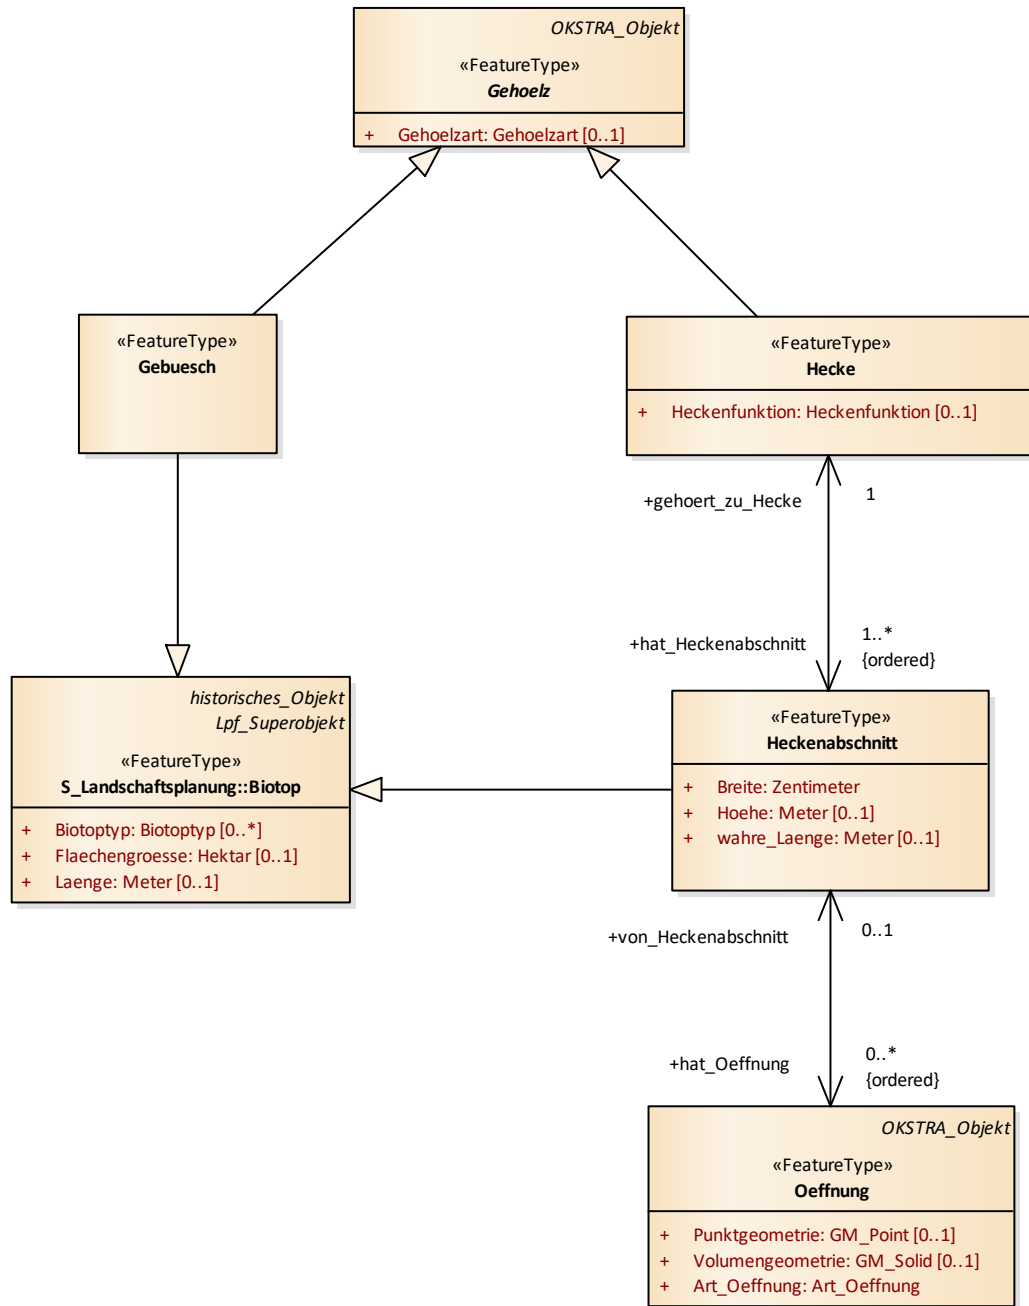 OKSTRA_Objekt
«FeatureType»
Gehoelz
+ Gehoelzart: Gehoelzart [0..1]
«FeatureType»
Gebuesch
«FeatureType»
Hecke
+ Heckenfunktion: Heckenfunktion [0..1]
+gehoert_zu_Hecke 1
+hat_Heckenabschnitt 1..*
{ordered}
historisches_Objekt
Lpf_Superobjekt
«FeatureType»
S_Landschaftsplanung::Biotop
+ Biotoptyp: Biotoptyp [0..*]
+ Flaechengroesse: Hektar [0..1]
+ Laenge: Meter [0..1]
«FeatureType»
Heckenabschnitt
+ Breite: Zentimeter
+ Hoehe: Meter [0..1]
+ wahre_Laenge: Meter [0..1]
+von_Heckenabschnitt 0..1
+hat_Oeffnung 0..*
{ordered}
OKSTRA_Objekt
«FeatureType»
Oeffnung
+ Punktgeometrie: GM_Point [0..1]
+ Volumengeometrie: GM_Solid [0..1]
+ Art_Oeffnung: Art_Oeffnung